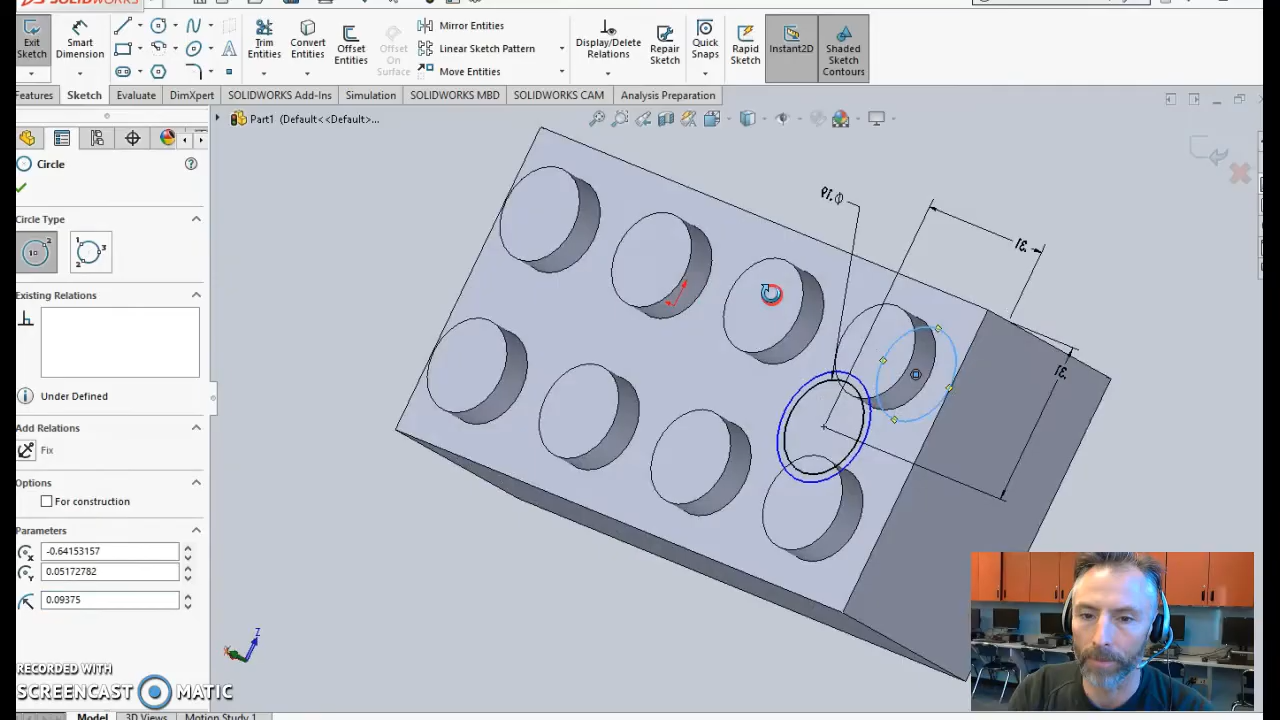 SOLIDWORKS
Exit Sketch
Smart Dimension
Trim Entities
Convert Entities
Offset Entities
Offset On Surface
Mirror Entities
Linear Sketch Pattern
Move Entities
Display/Delete Relations
Repair Sketch
Quick Snaps
Rapid Sketch
Instant2D
Shaded Sketch Contours
Features Sketch Evaluate DimXpert SOLIDWORKS Add-Ins Simulation SOLIDWORKS MBD SOLIDWORKS CAM Analysis Preparation
Part1 (Default<<Default>...
Circle
Circle Type
Existing Relations
Under Defined
Add Relations
Fix
Options
For construction
Parameters
-0.64153157
0.05172782
0.09375
Ø.19
.31
.31
Z
RECORDED WITH
SCREENCAST MATIC
Model 3D Views Motion Study 1